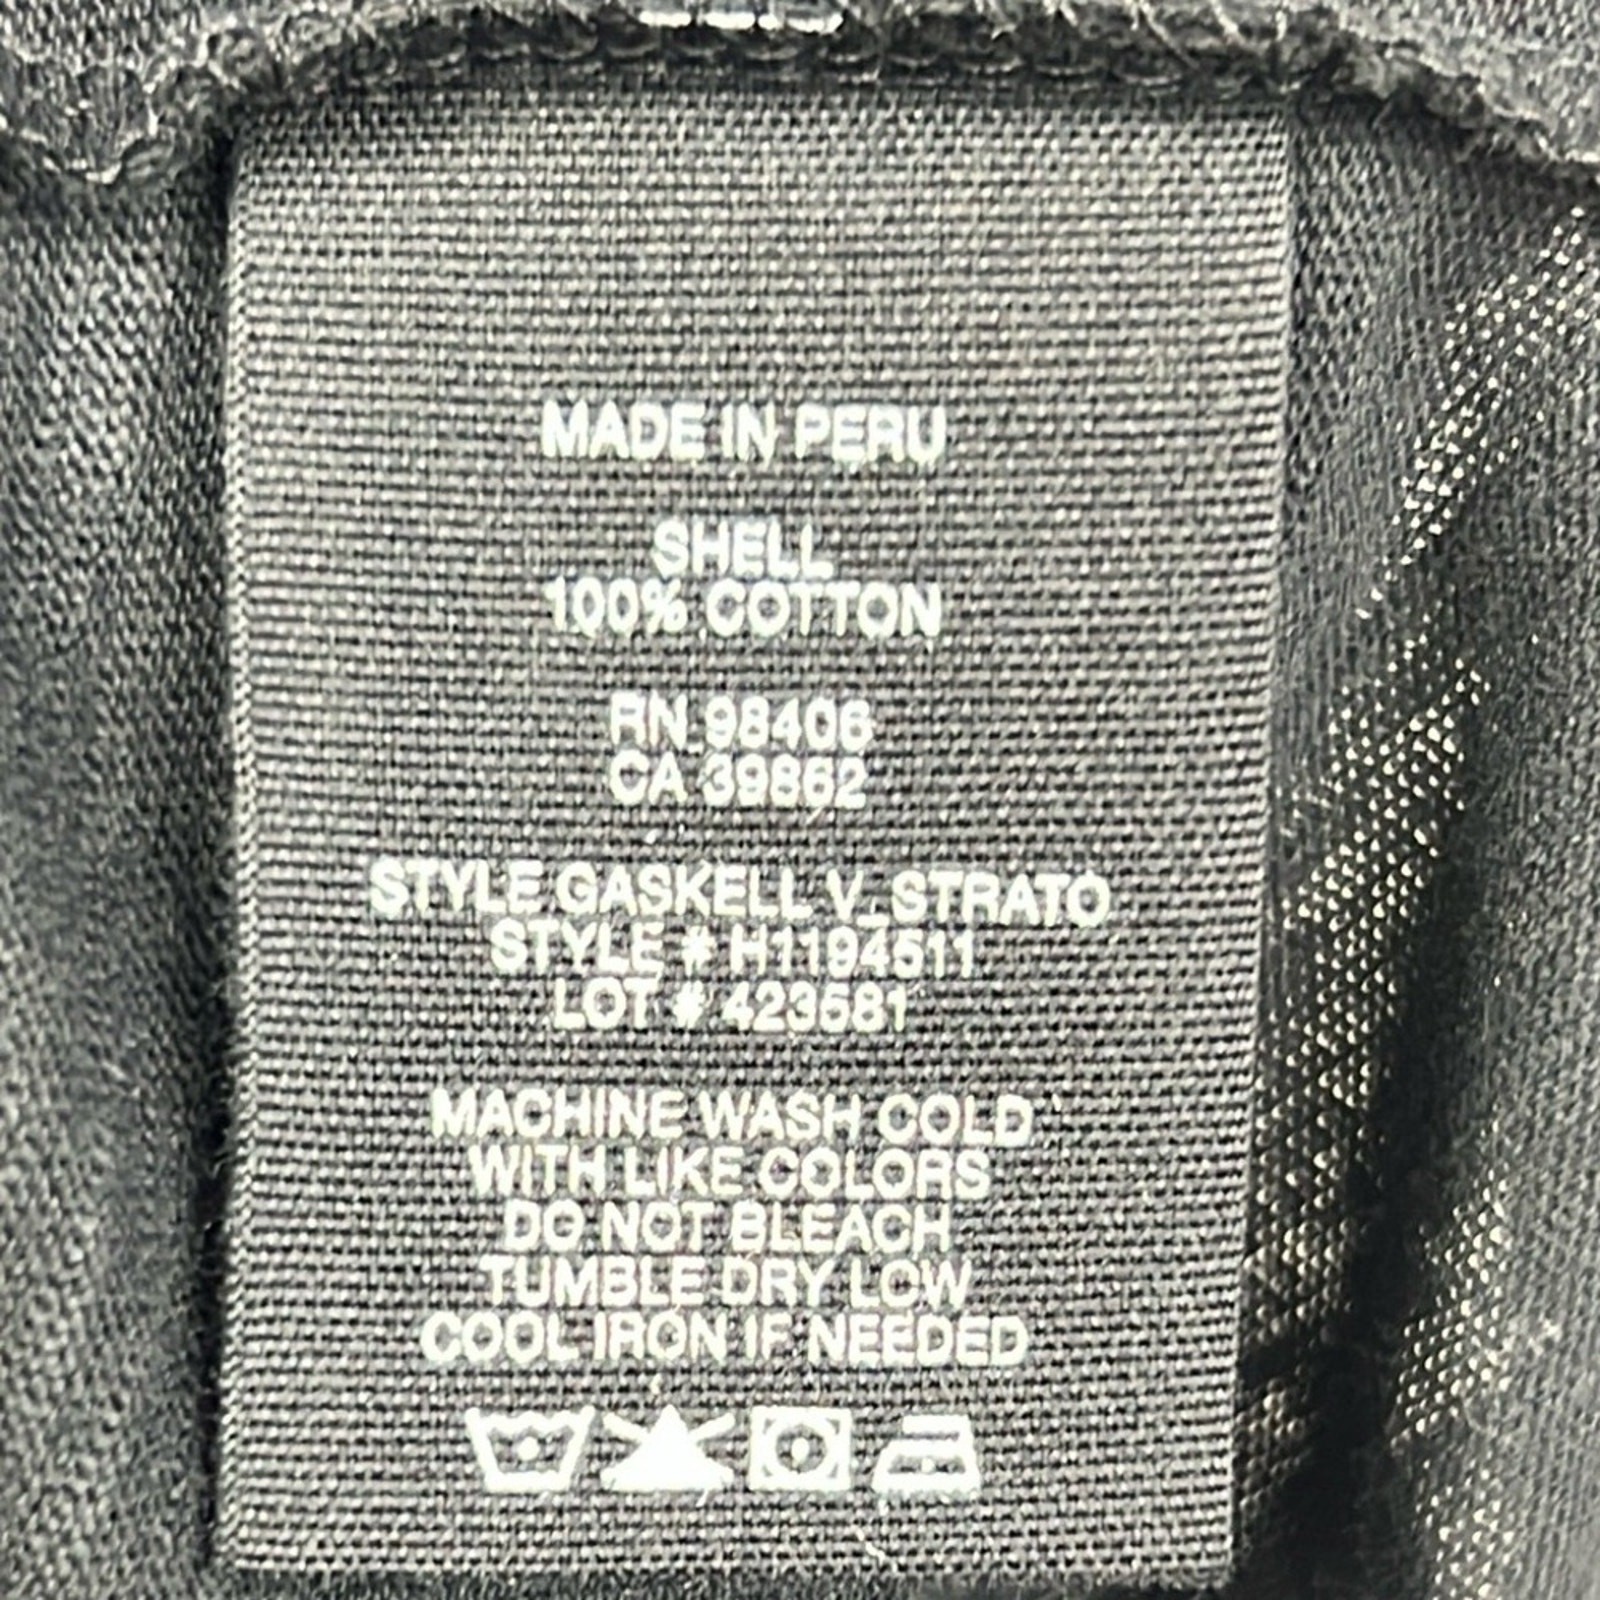 MADE IN PERU
SHELL
100% COTTON
RN 98406
CA 39862
STYLE GASKELL V_STRATO
STYLE # H1194511
LOT # 423581
MACHINE WASH COLD
WITH LIKE COLORS
DO NOT BLEACH
TUMBLE DRY LOW
COOL IRON IF NEEDED